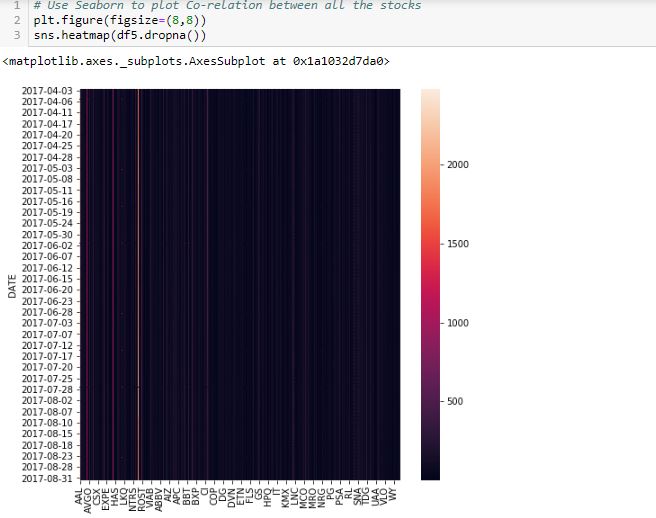 1 # Use Seaborn to plot Co-relation between all the stocks
2 plt.figure(figsize=(8,8))
3 sns.heatmap(df5.dropna())
<matplotlib.axes._subplots.AxesSubplot at 0x1a1032d7da0>
2017-04-03
2017-04-06
2017-04-11
2017-04-17
2017-04-20
2017-04-25
2017-04-28
2017-05-03
2017-05-08
2017-05-11
2017-05-16
2017-05-19
2017-05-24
2017-05-30
2017-06-02
2017-06-07
2017-06-12
2017-06-15
2017-06-20
2017-06-23
2017-06-28
2017-07-03
2017-07-07
2017-07-12
2017-07-17
2017-07-20
2017-07-25
2017-07-28
2017-08-02
2017-08-07
2017-08-10
2017-08-15
2017-08-18
2017-08-23
2017-08-28
2017-08-31
DATE
2000
1500
1000
500
AAL
AVGO
CSX
EXPE
HAS
LKQ
NTRS
ROST
VIAB
ABBV
AIZ
APC
BBT
BXP
CI
COP
DG
DVN
ETN
FLS
GS
HPQ
IT
KMX
LNC
MCO
MRO
NRG
PG
PSA
RL
SNA
TDG
UAA
VLO
WY